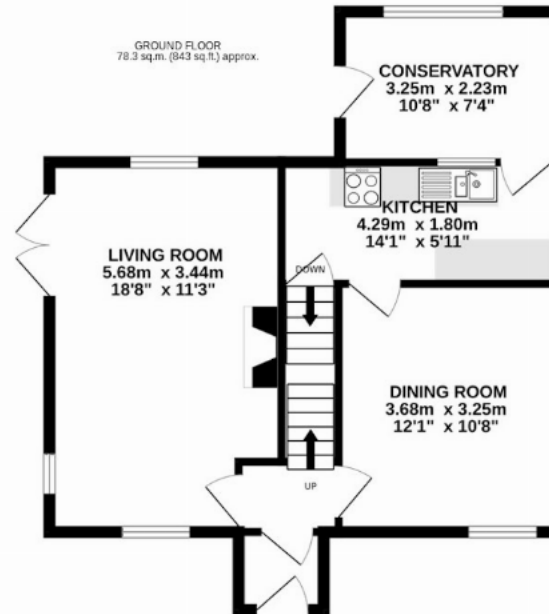 GROUND FLOOR
78.3 sq.m. (843 sq.ft.) approx.
CONSERVATORY
3.25m x 2.23m
10'8" x 7'4"
KITCHEN
4.29m x 1.80m
14'1" x 5'11"
LIVING ROOM
5.68m x 3.44m
18'8" x 11'3"
DOWN
DINING ROOM
3.68m x 3.25m
12'1" x 10'8"
UP